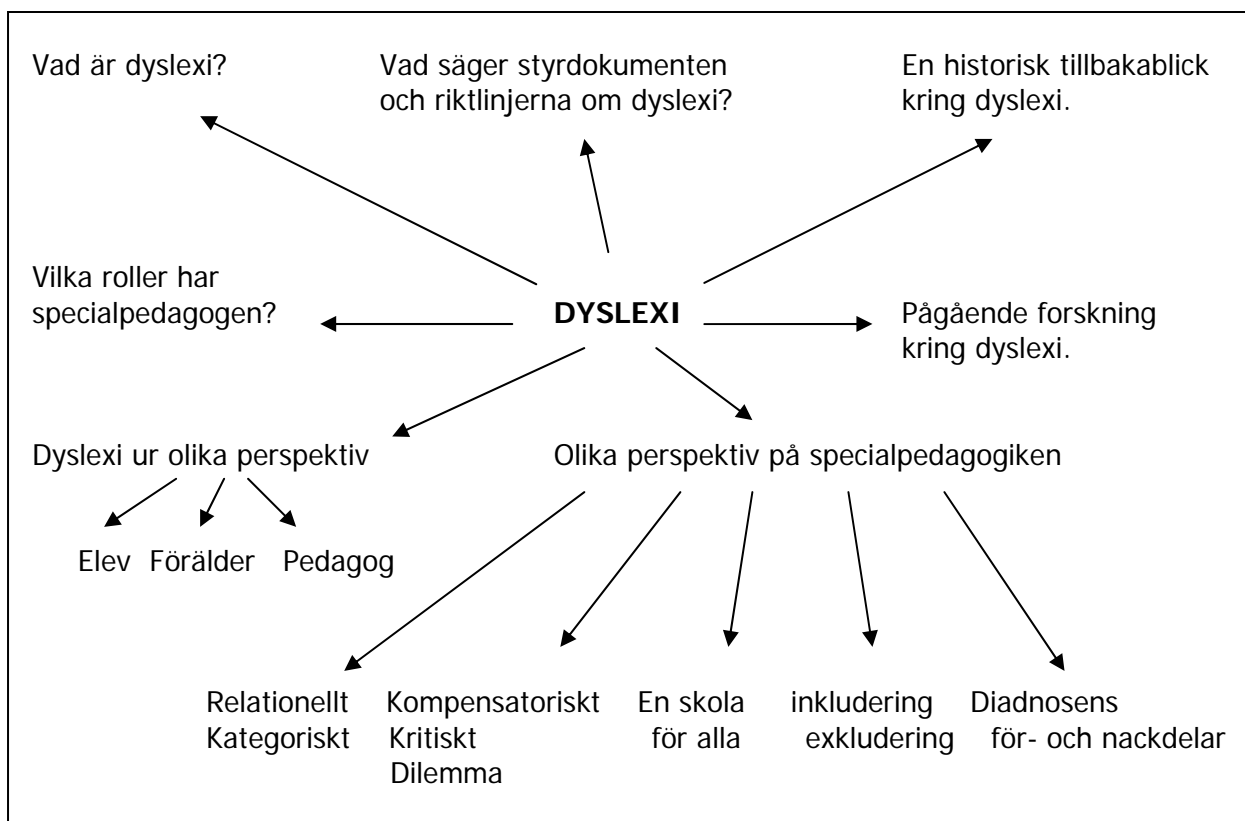 Vad är dyslexi?
Vad säger styrdokumenten
och riktlinjerna om dyslexi?
En historisk tillbakablick
kring dyslexi.
Vilka roller har
specialpedagogen?
DYSLEXI
Pågående forskning
kring dyslexi.
Dyslexi ur olika perspektiv
Olika perspektiv på specialpedagogiken
Elev Förälder Pedagog
Relationellt
Kategoriskt
Kompensatoriskt
Kritiskt
Dilemma
En skola
för alla
inkludering
exkludering
Diadnosens
för- och nackdelar